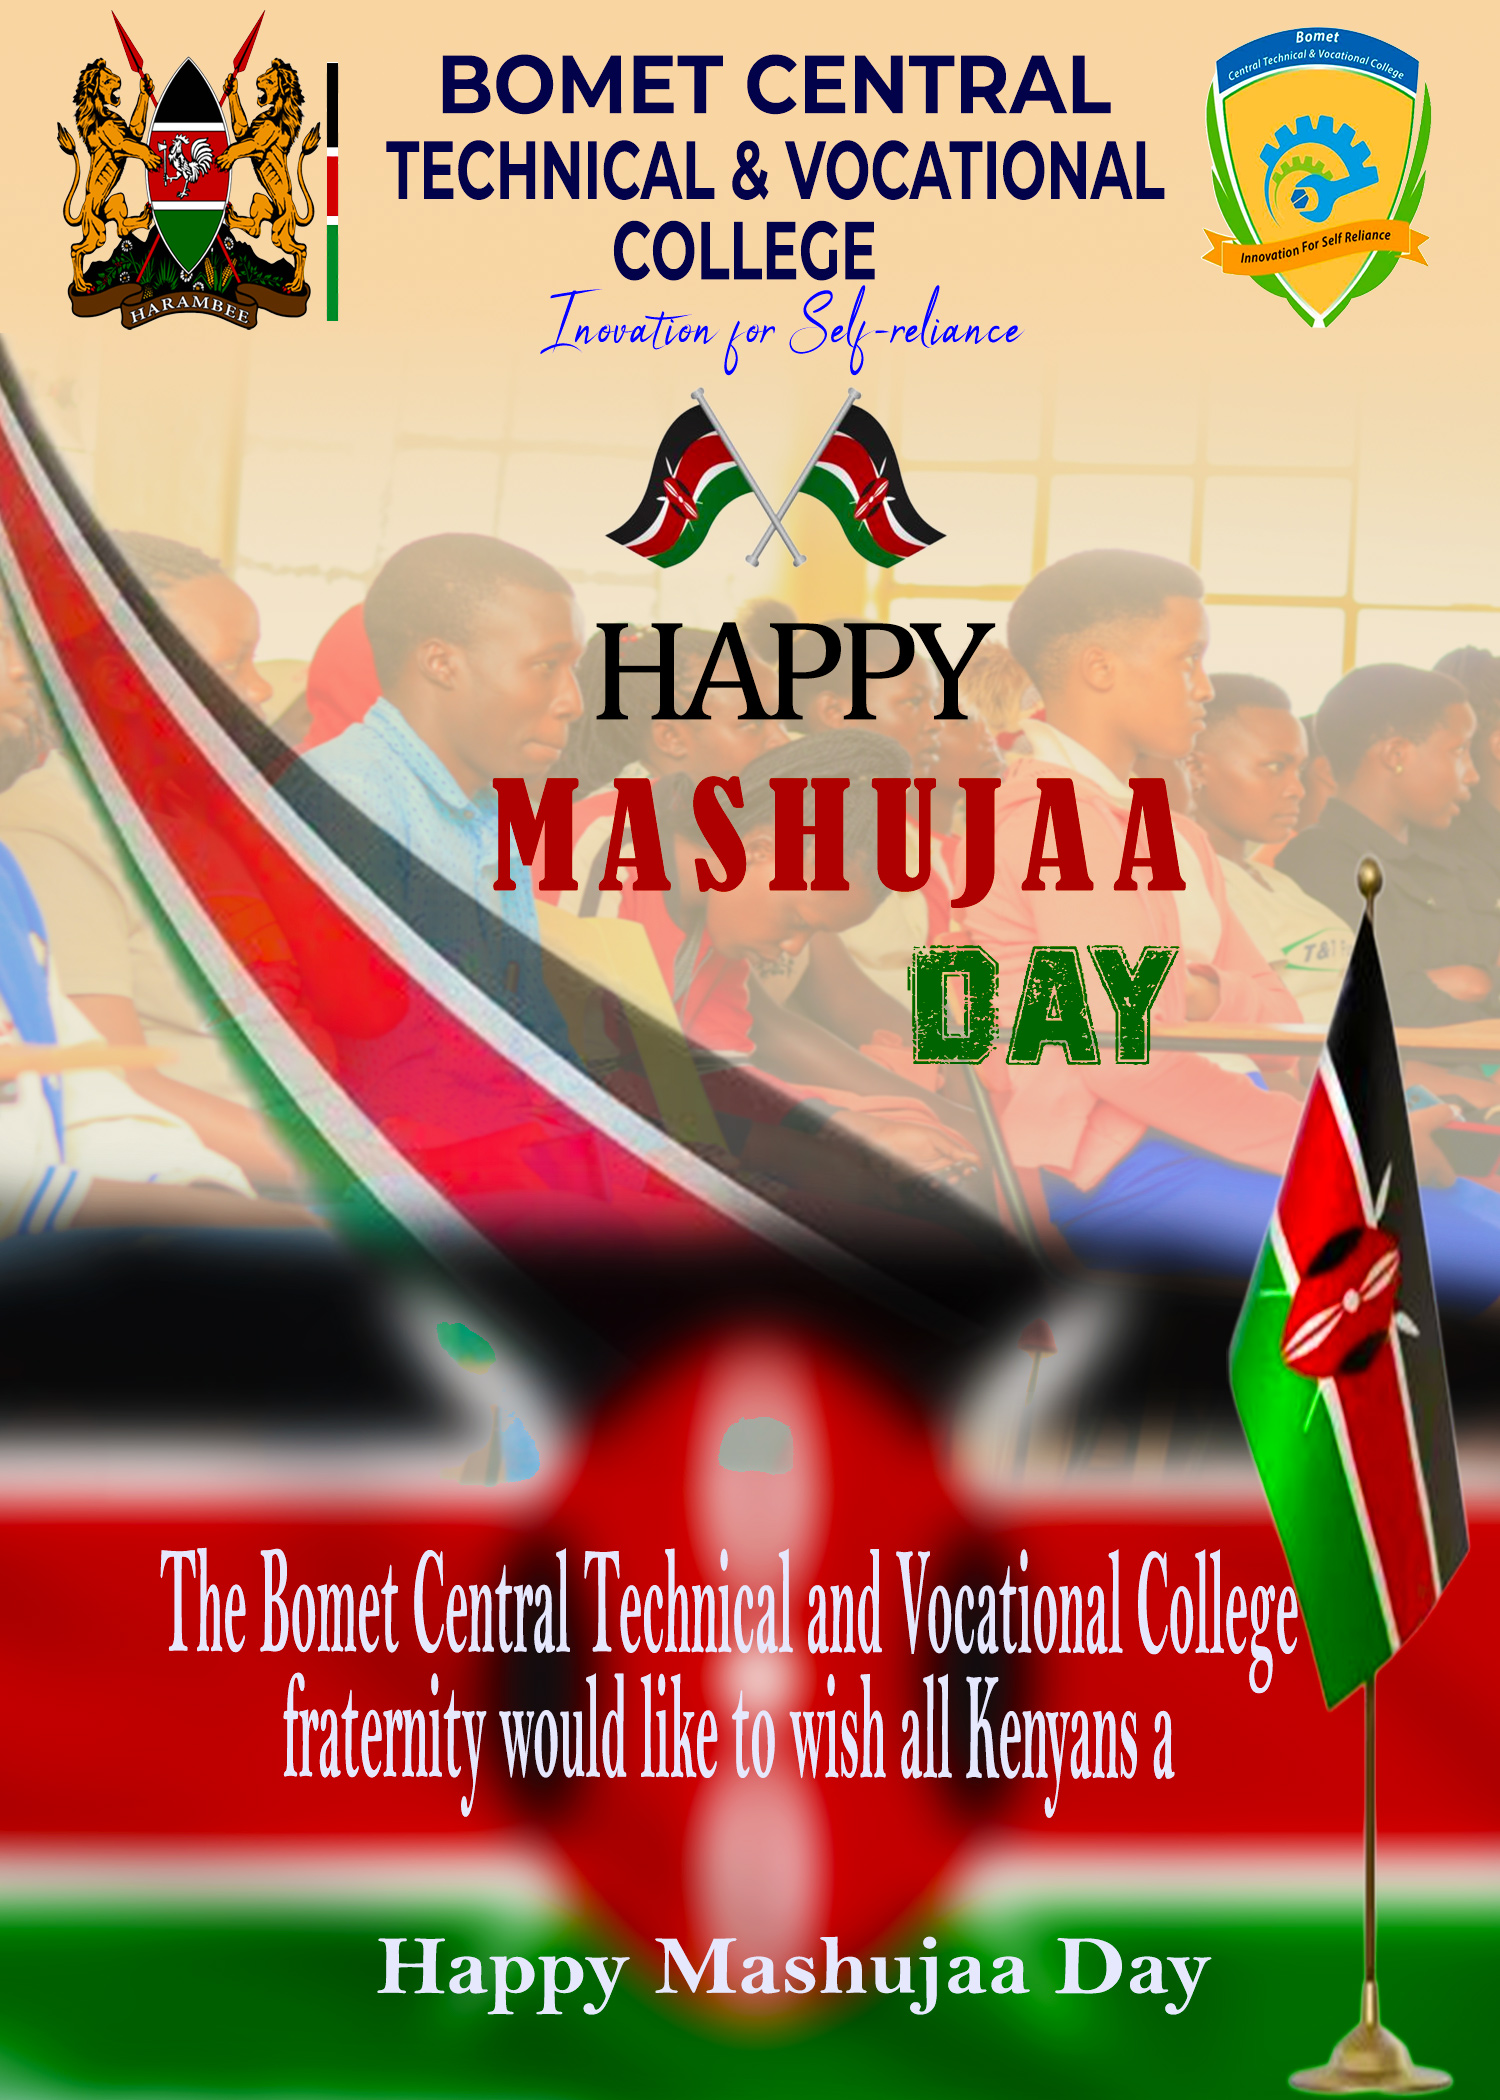 BOMET CENTRAL
TECHNICAL & VOCATIONAL
COLLEGE
Inovation for Self-reliance
HARAMBEE
Bomet
Central Technical & Vocational College
Innovation For Self Reliance
HAPPY
MASHUJAA
DAY
The Bomet Central Technical and Vocational College
fraternity would like to wish all Kenyans a
Happy Mashujaa Day